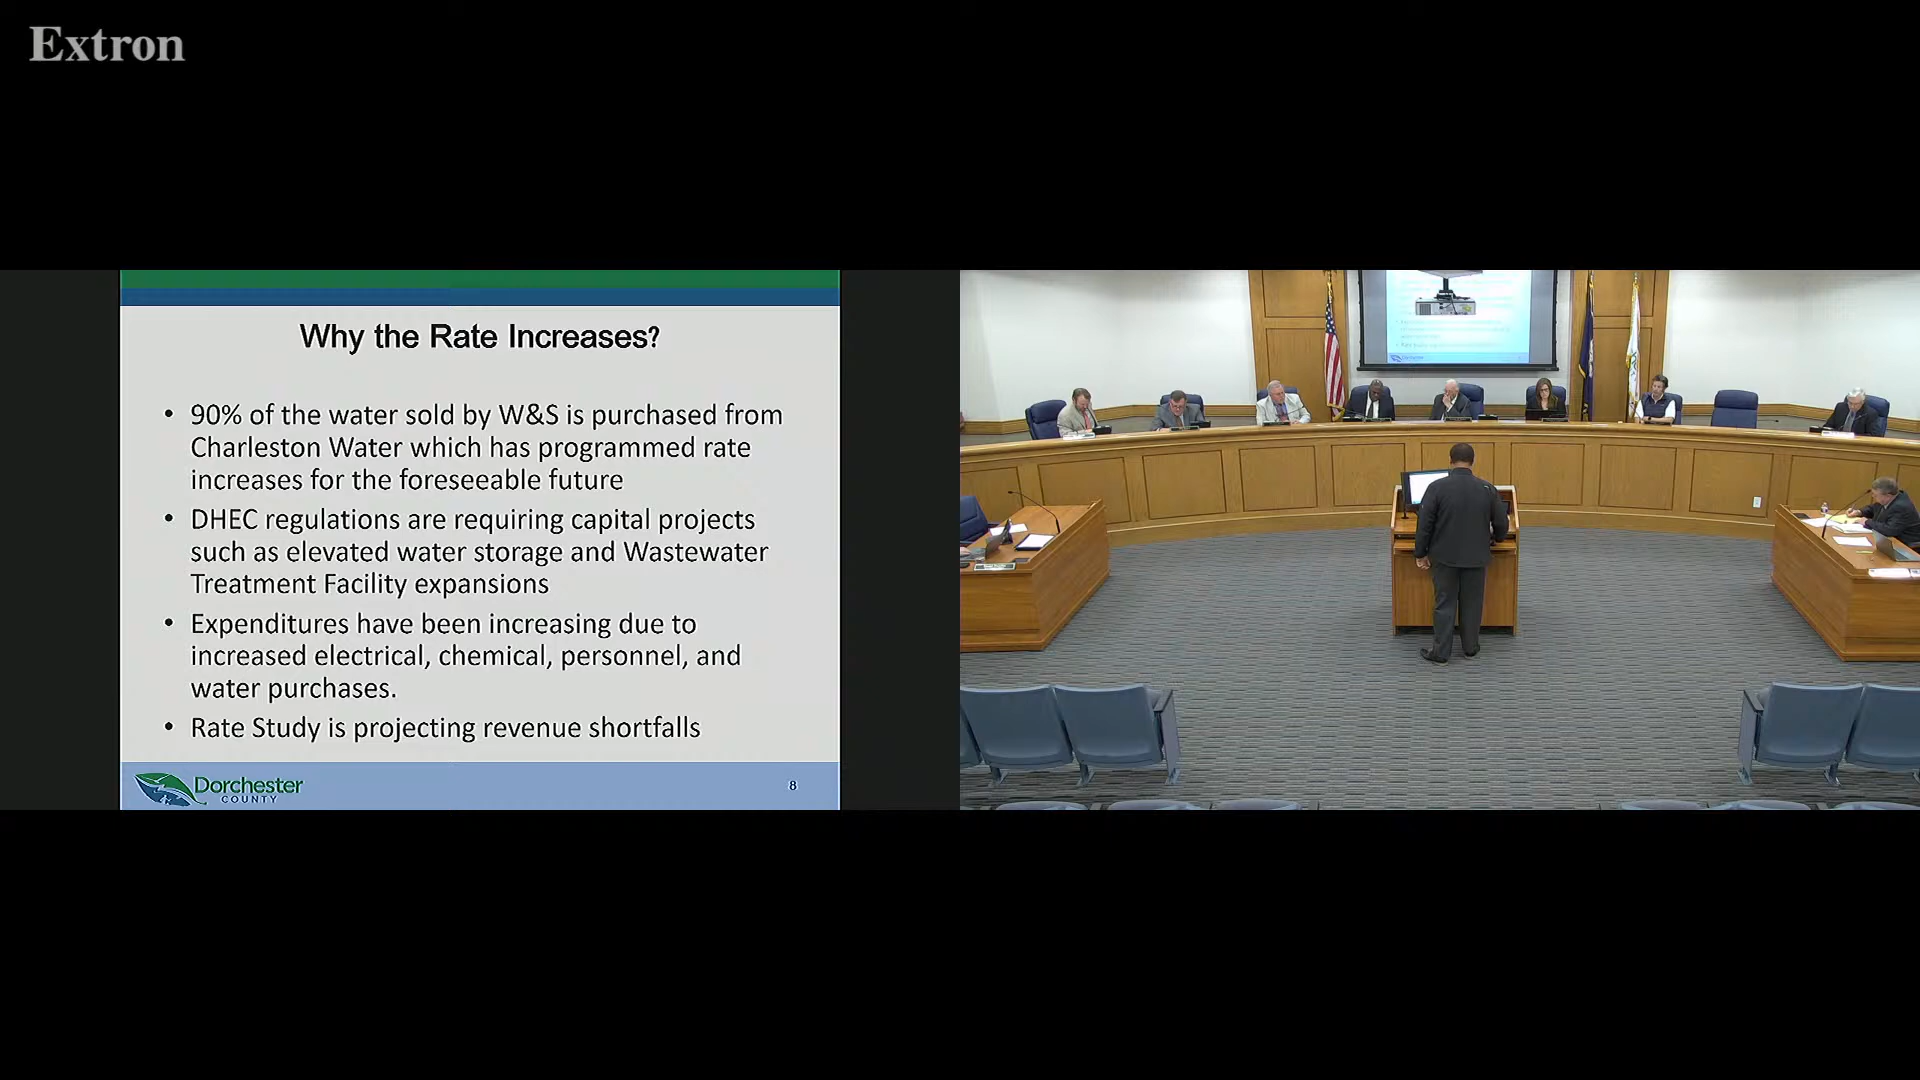 Extron
Why the Rate Increases?
• 90% of the water sold by W&S is purchased from
Charleston Water which has programmed rate
increases for the foreseeable future
• DHEC regulations are requiring capital projects
such as elevated water storage and Wastewater
Treatment Facility expansions
• Expenditures have been increasing due to
increased electrical, chemical, personnel, and
water purchases.
• Rate Study is projecting revenue shortfalls
Dorchester
COUNTY
8